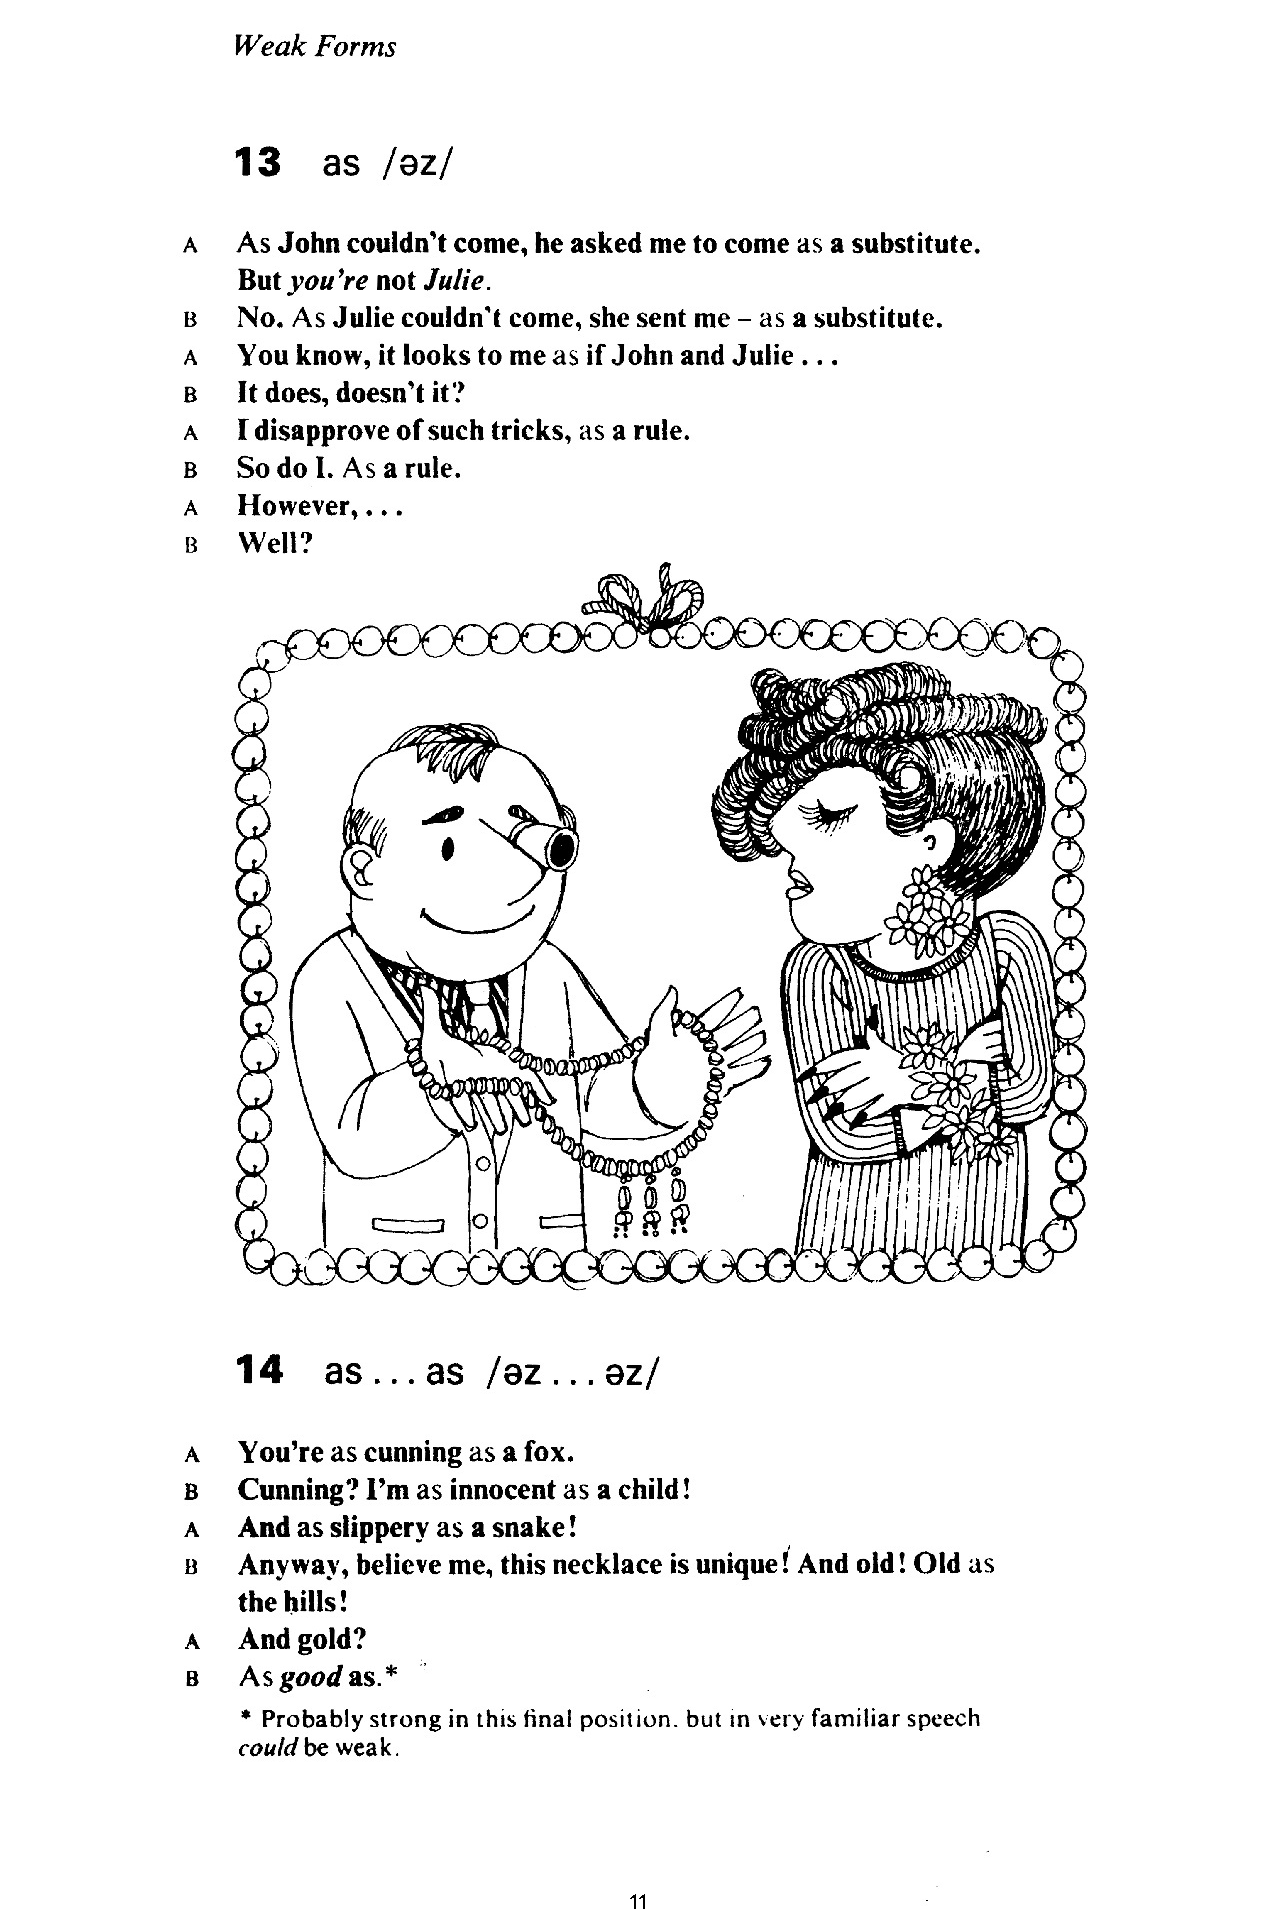 Weak Forms
13 as /əz/
A As John couldn't come, he asked me to come as a substitute.
But you're not Julie.
B No. As Julie couldn't come, she sent me – as a substitute.
A You know, it looks to me as if John and Julie . . .
B It does, doesn't it?
A I disapprove of such tricks, as a rule.
B So do I. As a rule.
A However, . . .
B Well?
14 as . . . as /əz . . . əz/
A You're as cunning as a fox.
B Cunning? I'm as innocent as a child!
A And as slippery as a snake!
B Anyway, believe me, this necklace is unique! And old! Old as
the hills!
A And gold?
B As good as.*
* Probably strong in this final position. but in very familiar speech
could be weak.
11